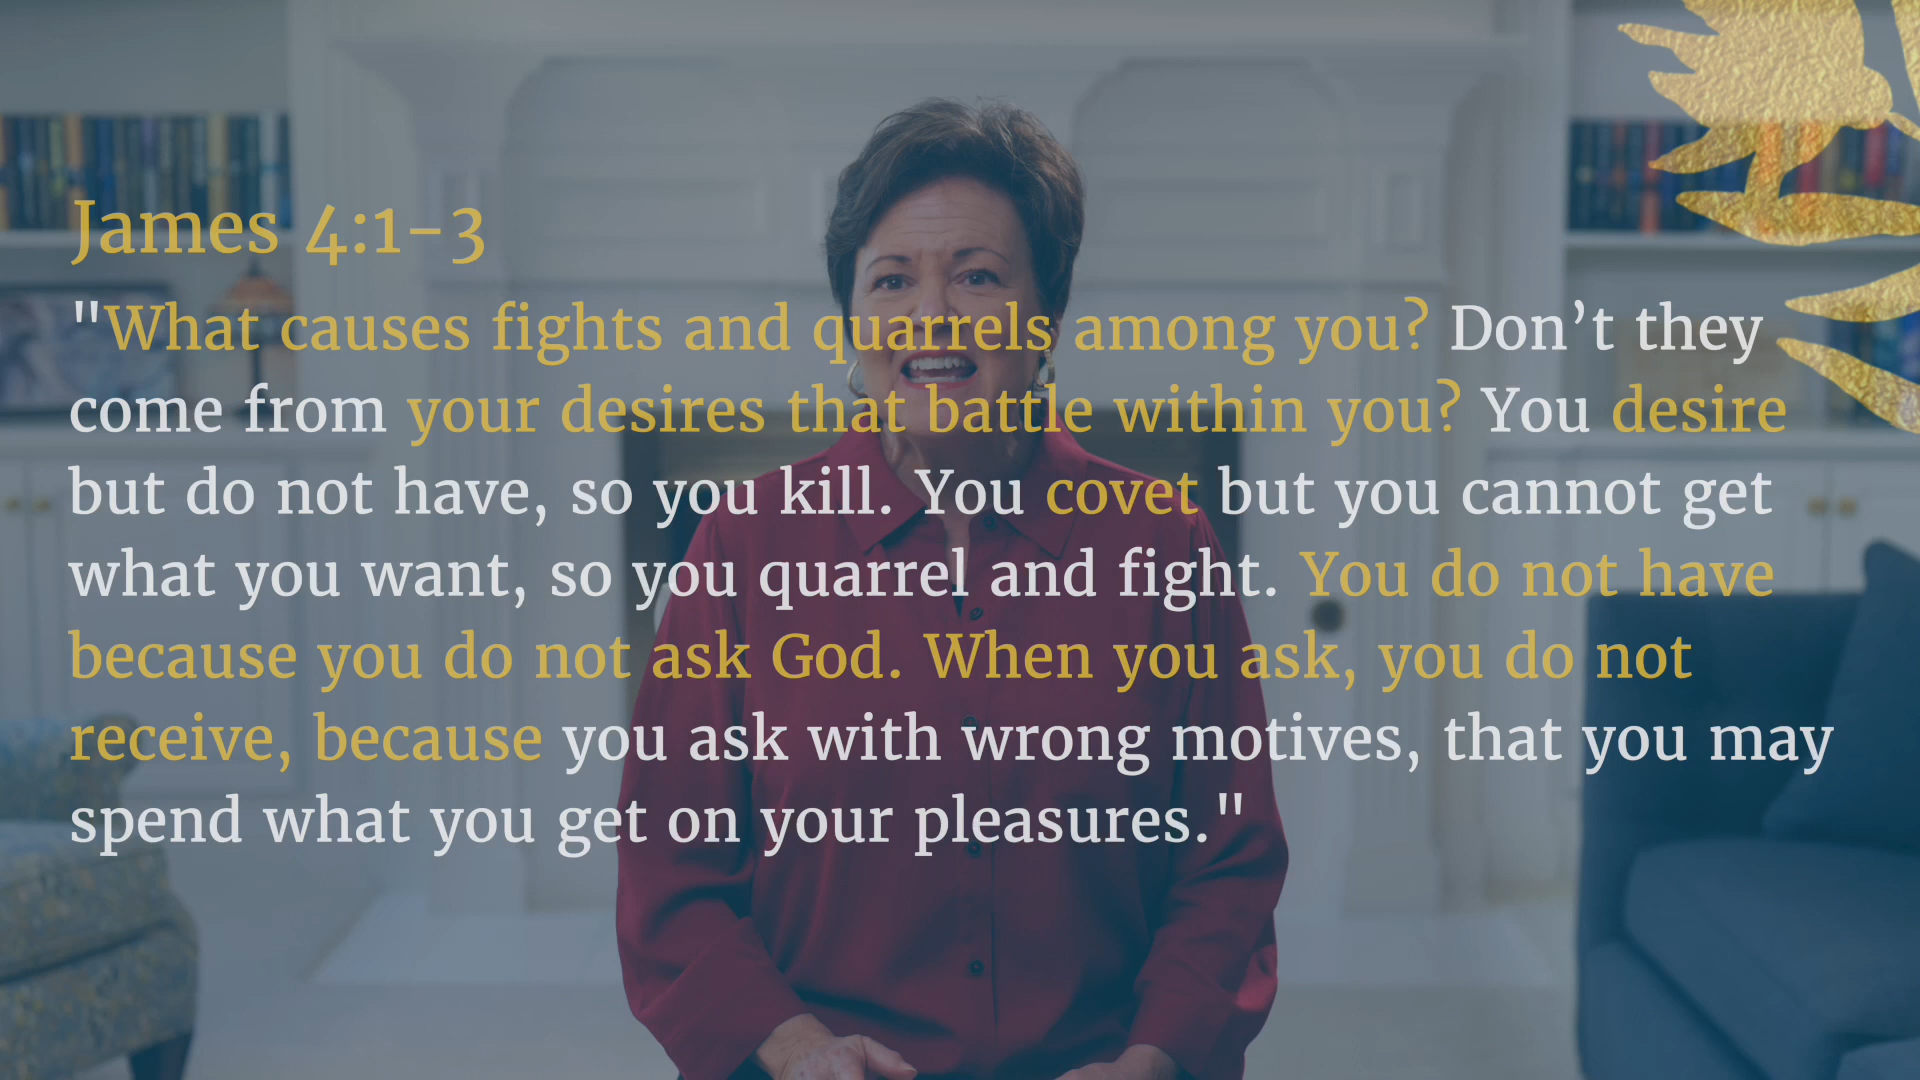 James 4:1-3
"What causes fights and quarrels among you? Don’t they
come from your desires that battle within you? You desire
but do not have, so you kill. You covet but you cannot get
what you want, so you quarrel and fight. You do not have
because you do not ask God. When you ask, you do not
receive, because you ask with wrong motives, that you may
spend what you get on your pleasures."